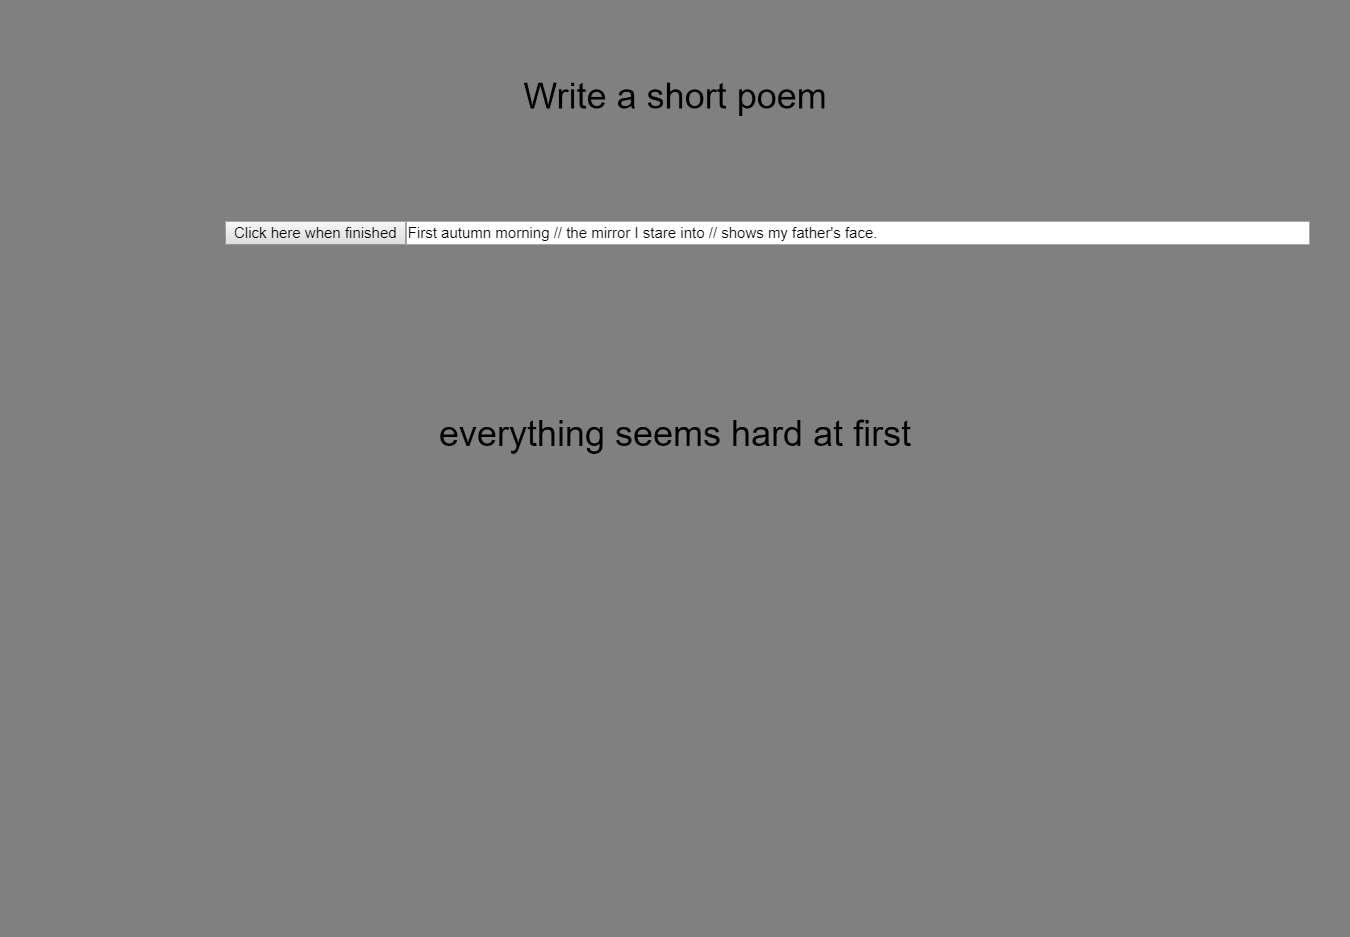 Write a short poem
Click here when finished
First autumn morning // the mirror I stare into // shows my father's face.
everything seems hard at first